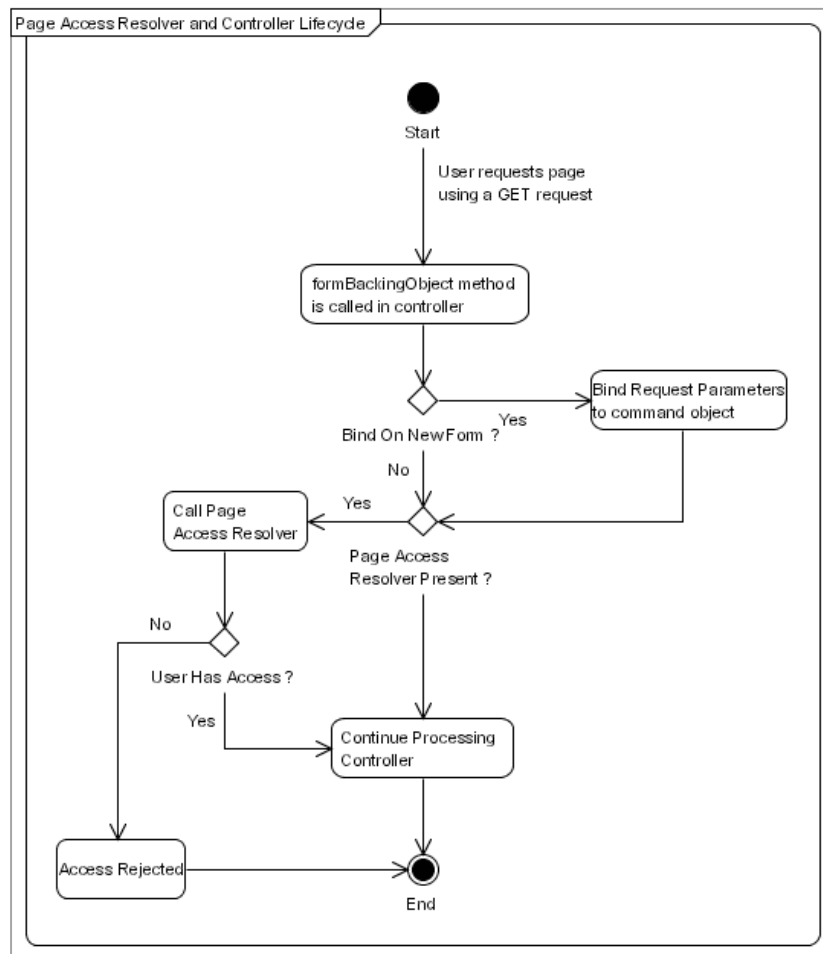 Page Access Resolver and Controller Lifecycle
Start
User requests page
using a GET request
formBackingObject method
is called in controller
Bind On New Form ?
Yes
Bind Request Parameters
to command object
No
Yes
Call Page
Access Resolver
Page Access
Resolver Present ?
No
User Has Access ?
Yes
Continue Processing
Controller
Access Rejected
End